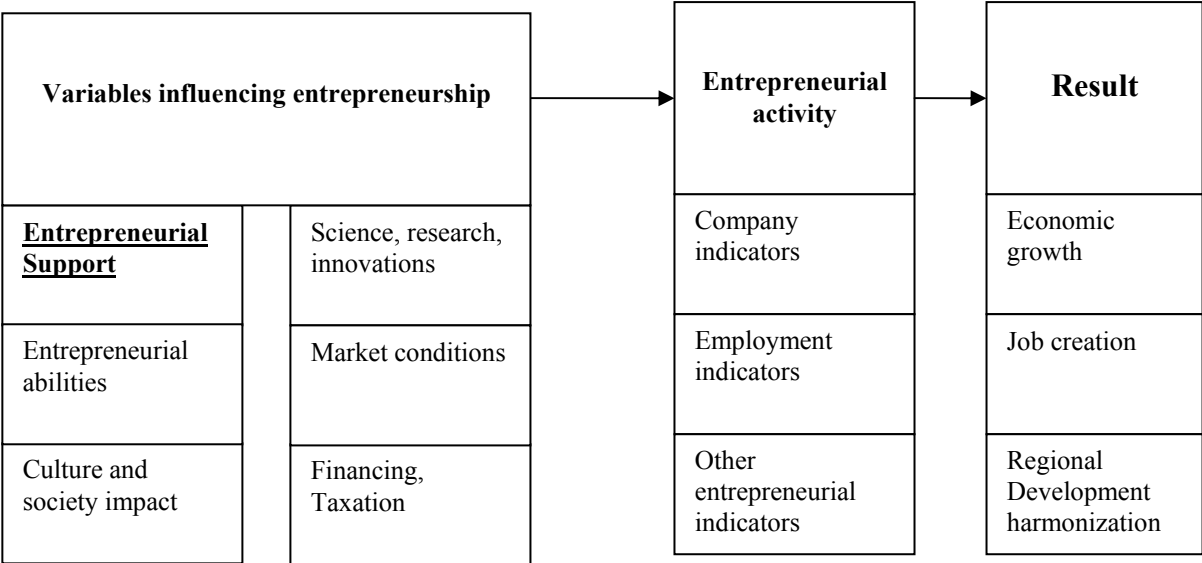 Variables influencing entrepreneurship
Entrepreneurial
activity
Result
Entrepreneurial
Support
Science, research,
innovations
Company
indicators
Economic
growth
Entrepreneurial
abilities
Market conditions
Employment
indicators
Job creation
Culture and
society impact
Financing,
Taxation
Other
entrepreneurial
indicators
Regional
Development
harmonization